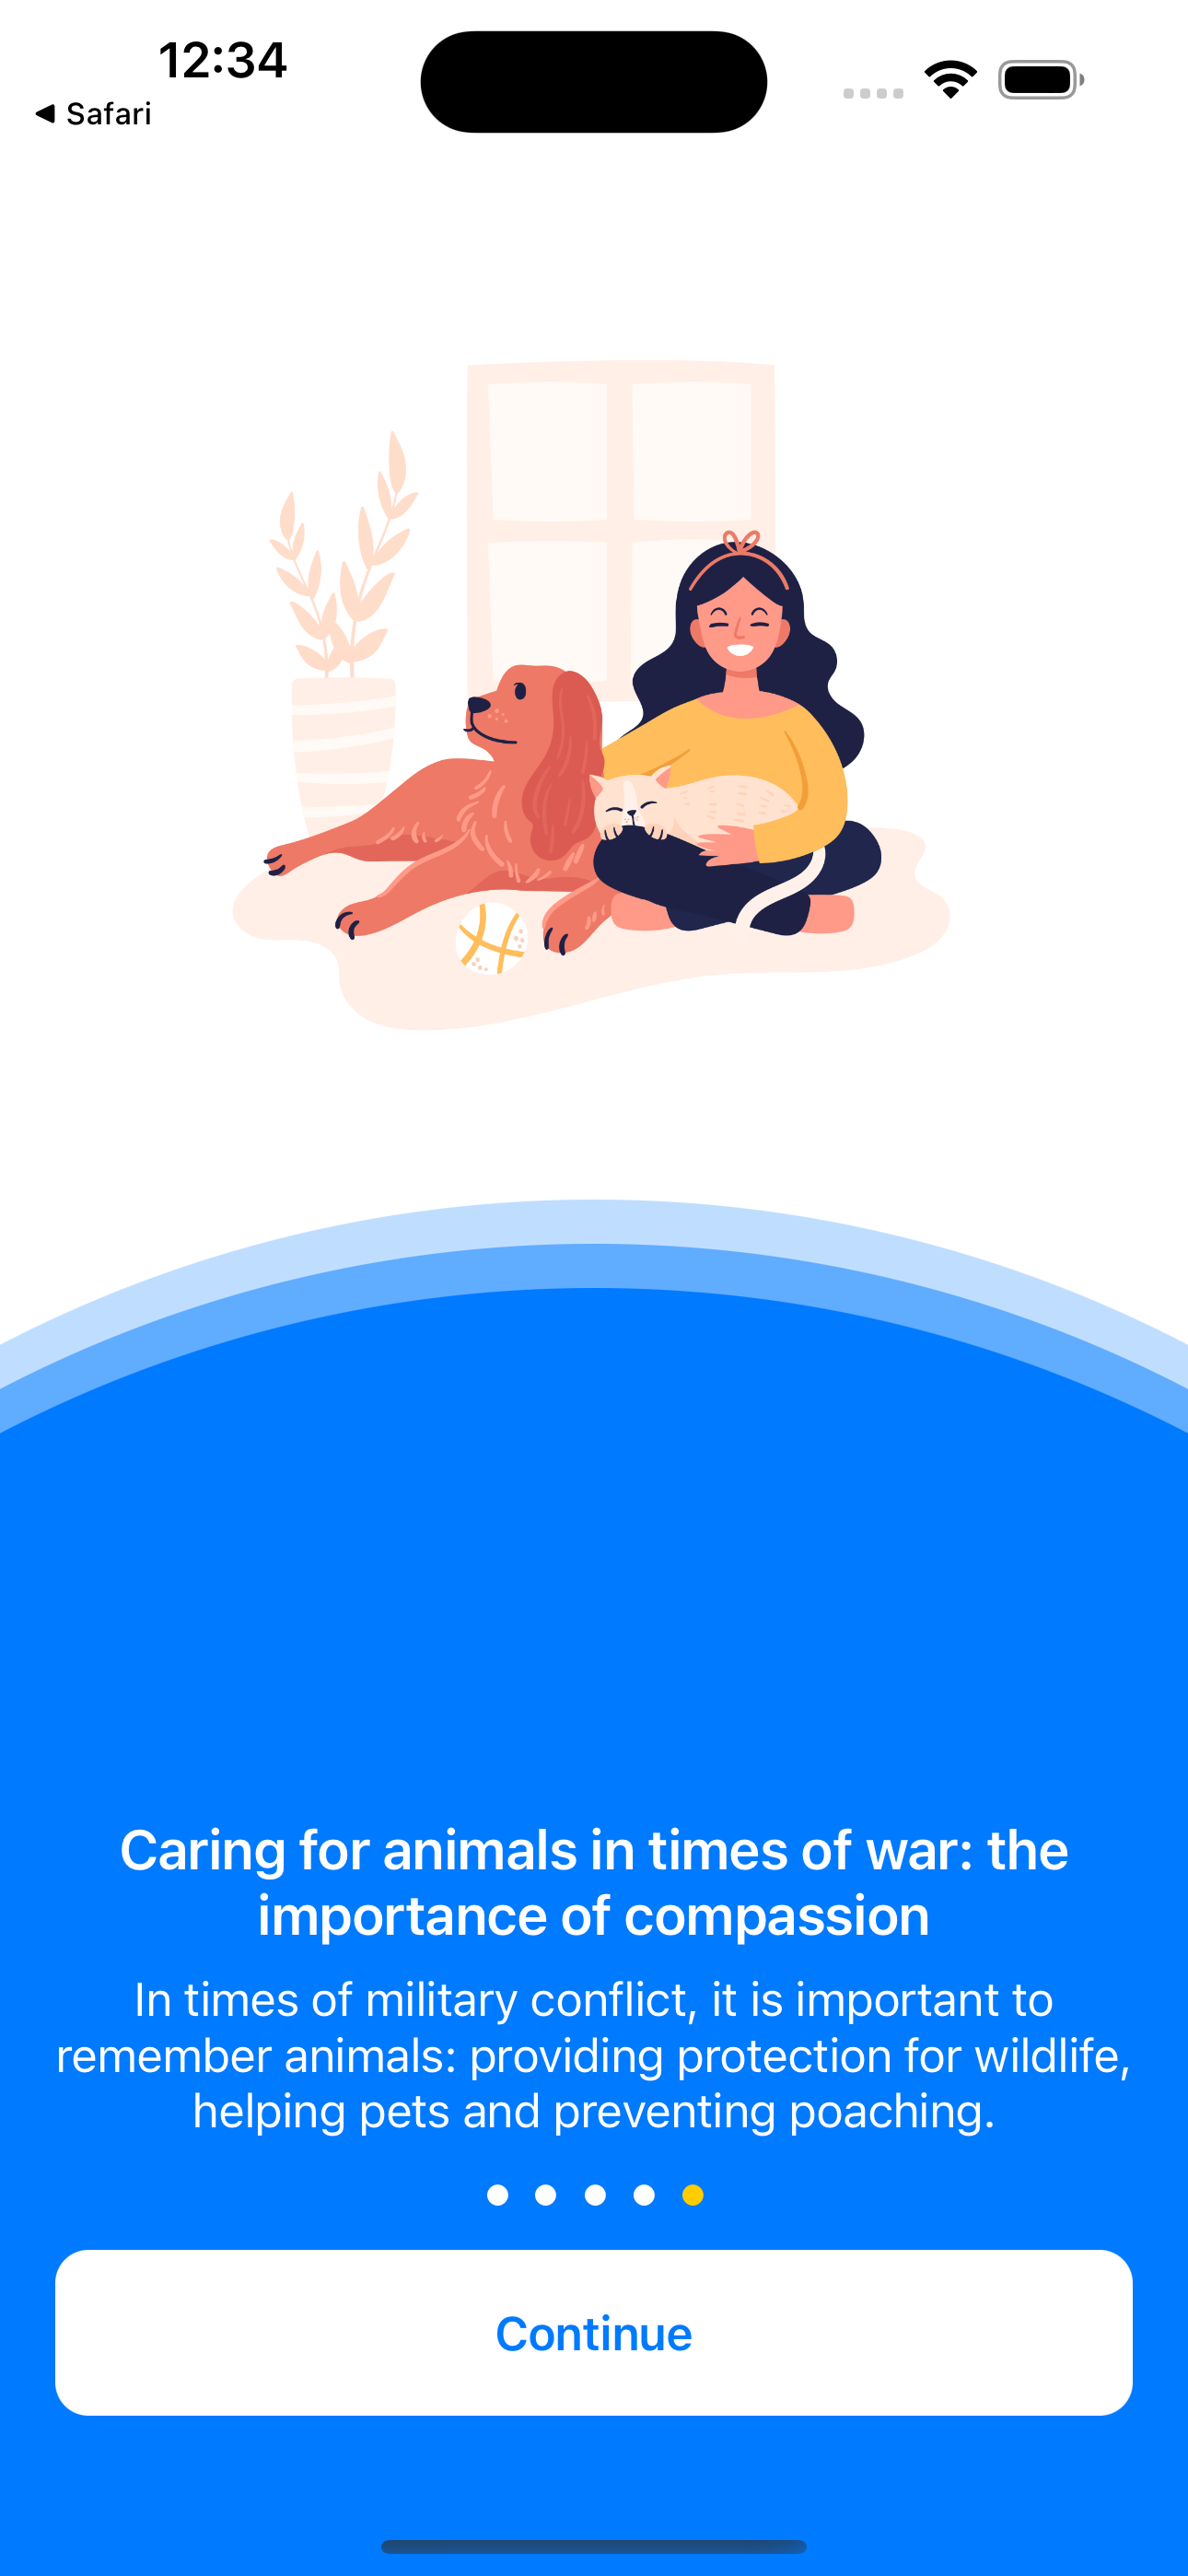 12:34
Safari
Caring for animals in times of war: the
importance of compassion
In times of military conflict, it is important to
remember animals: providing protection for wildlife,
helping pets and preventing poaching.
Continue